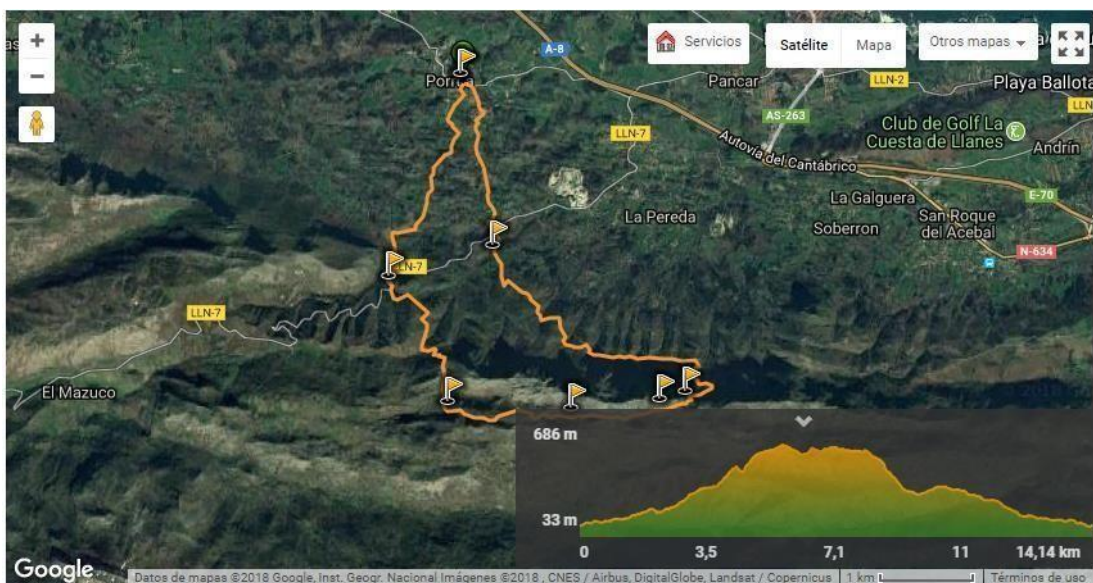 +
−
Servicios
Satélite
Mapa
Otros mapas
A-8
Pancar
LLN-2
Playa Ballota
LLN
AS-263
LLN-7
Club de Golf La
Cuesta de Llanes
Andrín
Autovía del Cantábrico
La Galguera
E-70
La Pereda
Soberron
San Roque
del Acebal
N-634
LN-7
LLN-7
El Mazuco
686 m
33 m
0
3,5
7,1
11
14,14 km
Google
Datos de mapas ©2018 Google, Inst. Geogr. Nacional Imágenes ©2018 , CNES / Airbus, DigitalGlobe, Landsat / Copernicus
1 km
Términos de uso